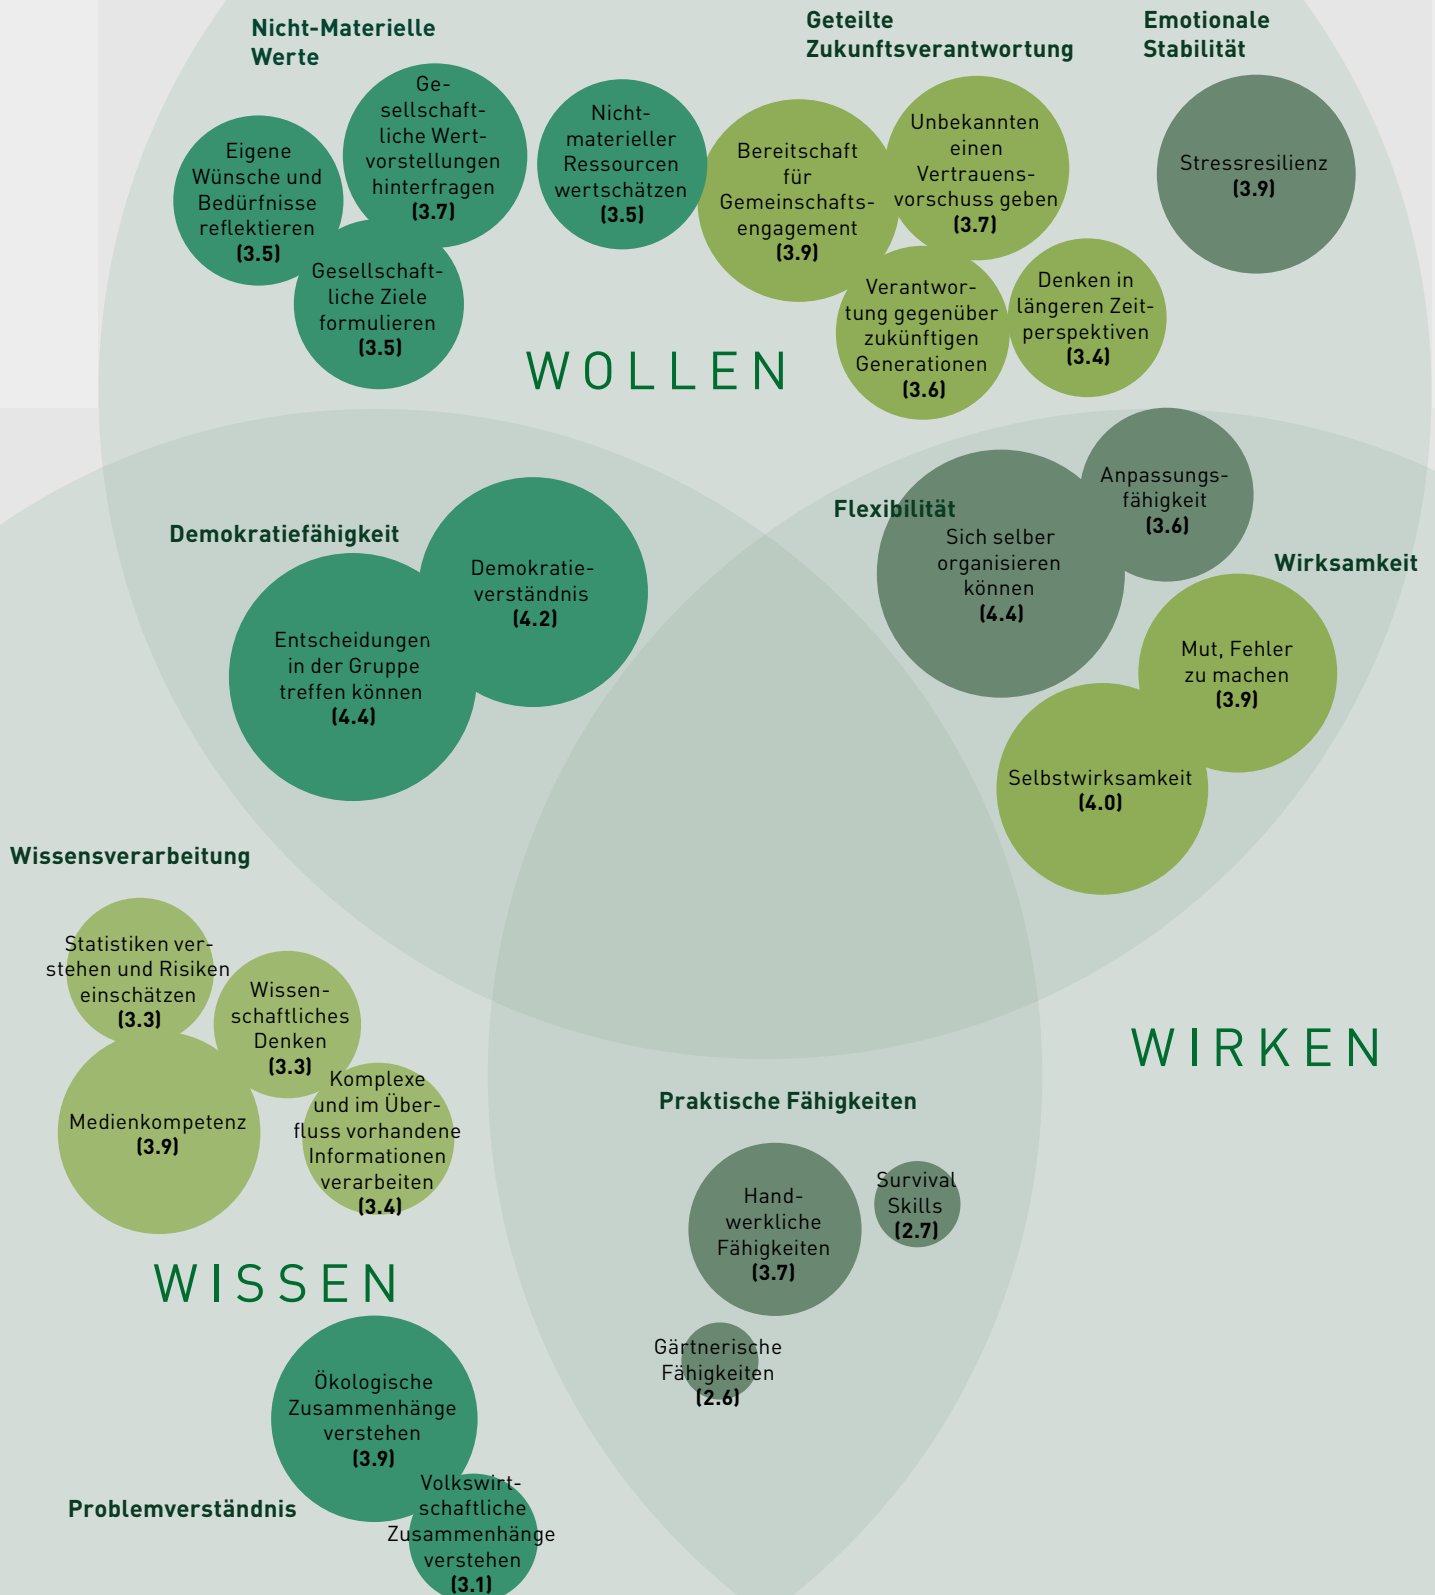 Nicht-Materielle
Werte
Ge-
sellschaft-
liche Wert-
vorstellungen
hinterfragen
(3.7)
Eigene
Wünsche und
Bedürfnisse
reflektieren
(3.5)
Gesellschaft-
liche Ziele
formulieren
(3.5)
Nicht-
materieller
Ressourcen
wertschätzen
(3.5)
Geteilte
Zukunftsverantwortung
Bereitschaft
für
Gemeinschafts-
engagement
(3.9)
Unbekannten
einen
Vertrauens-
vorschuss geben
(3.7)
Verantwor-
tung gegenüber
zukünftigen
Generationen
(3.6)
Denken in
längeren Zeit-
perspektiven
(3.4)
Emotionale
Stabilität
Stressresilienz
(3.9)
WOLLEN
Demokratiefähigkeit
Demokratie-
verständnis
(4.2)
Entscheidungen
in der Gruppe
treffen können
(4.4)
Flexibilität
Sich selber
organisieren
können
(4.4)
Anpassungs-
fähigkeit
(3.6)
Wirksamkeit
Mut, Fehler
zu machen
(3.9)
Selbstwirksamkeit
(4.0)
Wissensverarbeitung
Statistiken ver-
stehen und Risiken
einschätzen
(3.3)
Wissen-
schaftliches
Denken
(3.3)
Medienkompetenz
(3.9)
Komplexe
und im Über-
fluss vorhandene
Informationen
verarbeiten
(3.4)
WIRKEN
Praktische Fähigkeiten
Hand-
werkliche
Fähigkeiten
(3.7)
Survival
Skills
(2.7)
Gärtnerische
Fähigkeiten
(2.6)
WISSEN
Ökologische
Zusammenhänge
verstehen
(3.9)
Problemverständnis
Volkswirt-
schaftliche
Zusammenhänge
verstehen
(3.1)